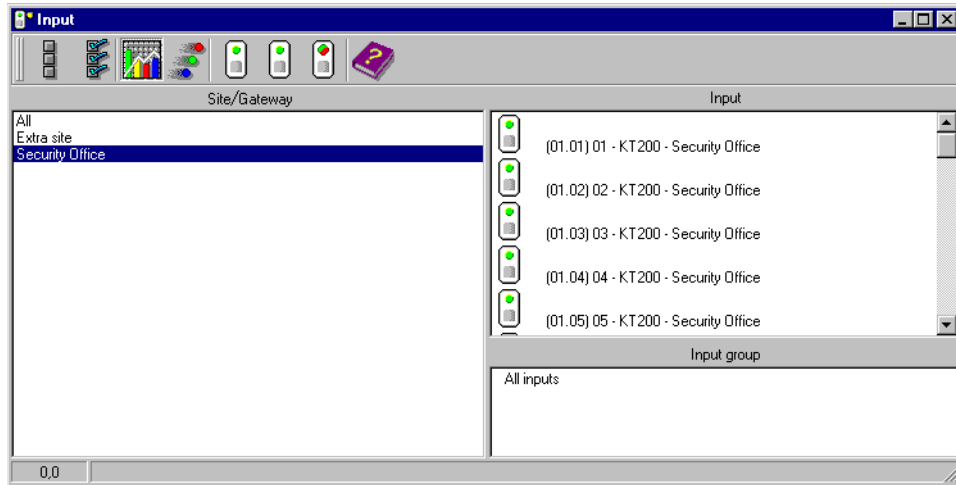 Input
Site/Gateway
All
Extra site
Security Office
Input
(01.01) 01 - KT200 - Security Office
(01.02) 02 - KT200 - Security Office
(01.03) 03 - KT200 - Security Office
(01.04) 04 - KT200 - Security Office
(01.05) 05 - KT200 - Security Office
Input group
All inputs
0,0